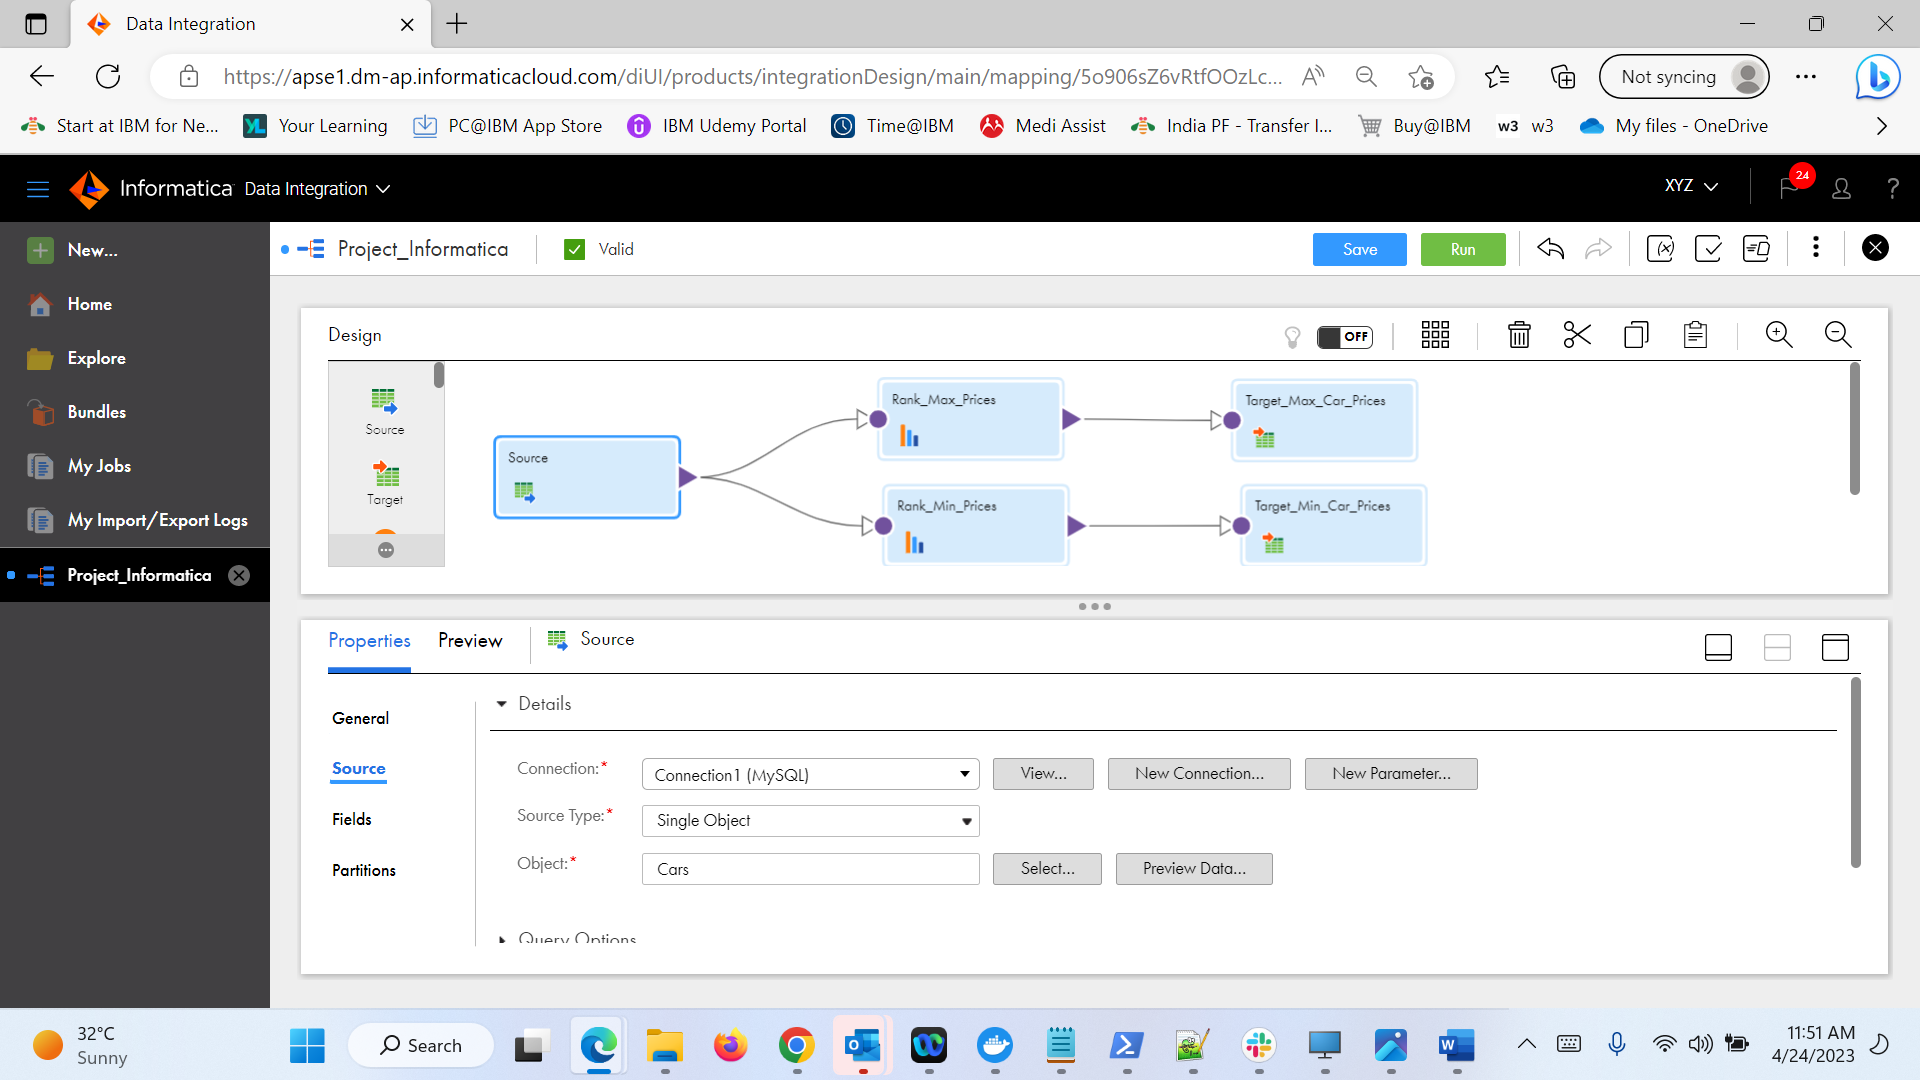 Data Integration
https://apse1.dm-ap.informaticacloud.com/diUI/products/integrationDesign/main/mapping/5o906sZ6vRtfOOzLc...
Not syncing
Start at IBM for Ne...
Your Learning
PC@IBM App Store
IBM Udemy Portal
Time@IBM
Medi Assist
India PF - Transfer I...
Buy@IBM
w3 w3
My files - OneDrive
Informatica Data Integration
XYZ
24
?
New...
Home
Explore
Bundles
My Jobs
My Import/Export Logs
Project_Informatica
Project_Informatica
Valid
Save
Run
Design
OFF
Source
Target
Source
Rank_Max_Prices
Target_Max_Car_Prices
Rank_Min_Prices
Target_Min_Car_Prices
Properties
Preview
Source
General
Source
Fields
Partitions
Details
Connection:*
Connection1 (MySQL)
View...
New Connection...
New Parameter...
Source Type:*
Single Object
Object:*
Cars
Select...
Preview Data...
Query Options
32°C
Sunny
Search
11:51 AM
4/24/2023